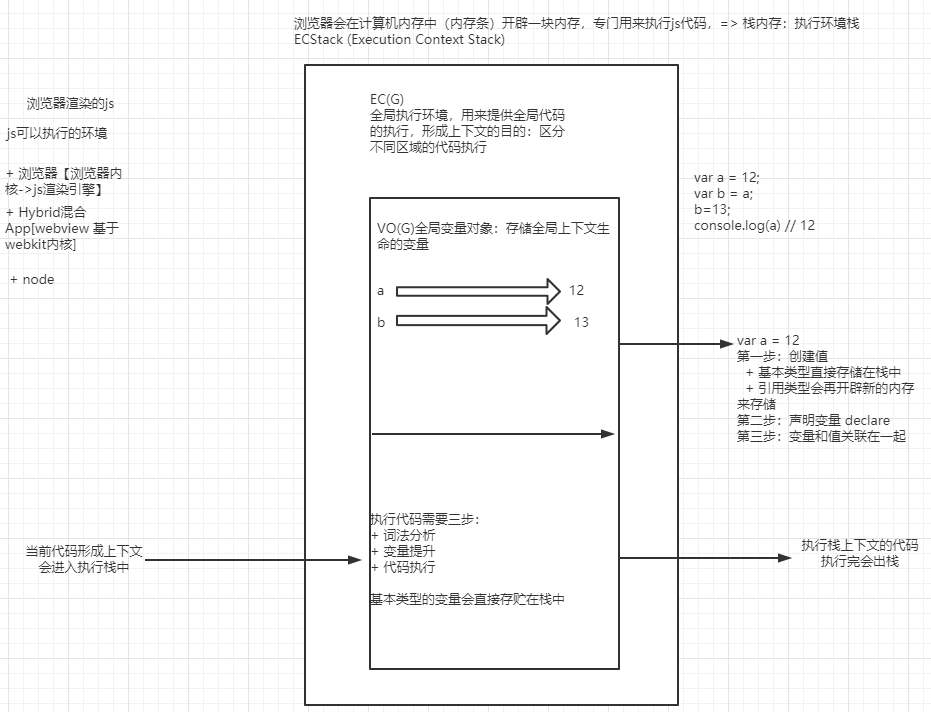 浏览器会在计算机内存中（内存条）开辟一块内存，专门用来执行js代码，=> 栈内存：执行环境栈
ECStack (Execution Context Stack)
浏览器渲染的js
js可以执行的环境
+ 浏览器【浏览器内
核->js渲染引擎】
+ Hybrid混合
App[webview 基于
webkit内核]
+ node
EC(G)
全局执行环境，用来提供全局代码
的执行，形成上下文的目的：区分
不同区域的代码执行
VO(G)全局变量对象：存储全局上下文生
命的变量
a
12
b
13
var a = 12;
var b = a;
b=13;
console.log(a) // 12
var a = 12
第一步：创建值
+ 基本类型直接存储在栈中
+ 引用类型会再开辟新的内存
来存储
第二步：声明变量 declare
第三步：变量和值关联在一起
执行代码需要三步：
+ 词法分析
+ 变量提升
+ 代码执行
基本类型的变量会直接存贮在栈中
当前代码形成上下文
会进入执行栈中
执行栈上下文的代码
执行完会出栈